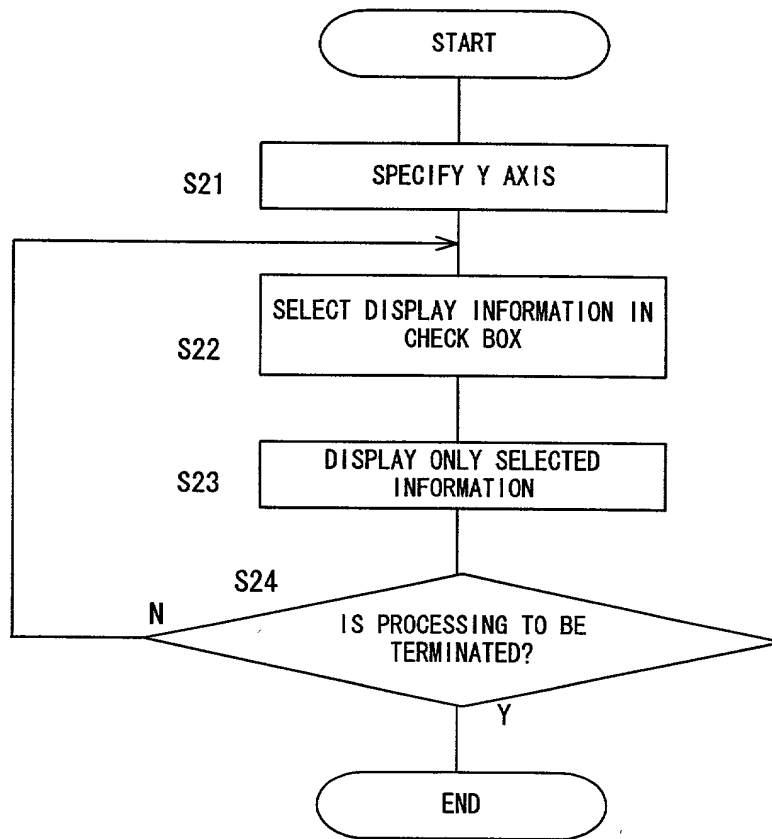 START
S21
SPECIFY Y AXIS
SELECT DISPLAY INFORMATION IN
CHECK BOX
S22
DISPLAY ONLY SELECTED
INFORMATION
S23
S24
N
IS PROCESSING TO BE
TERMINATED?
Y
END